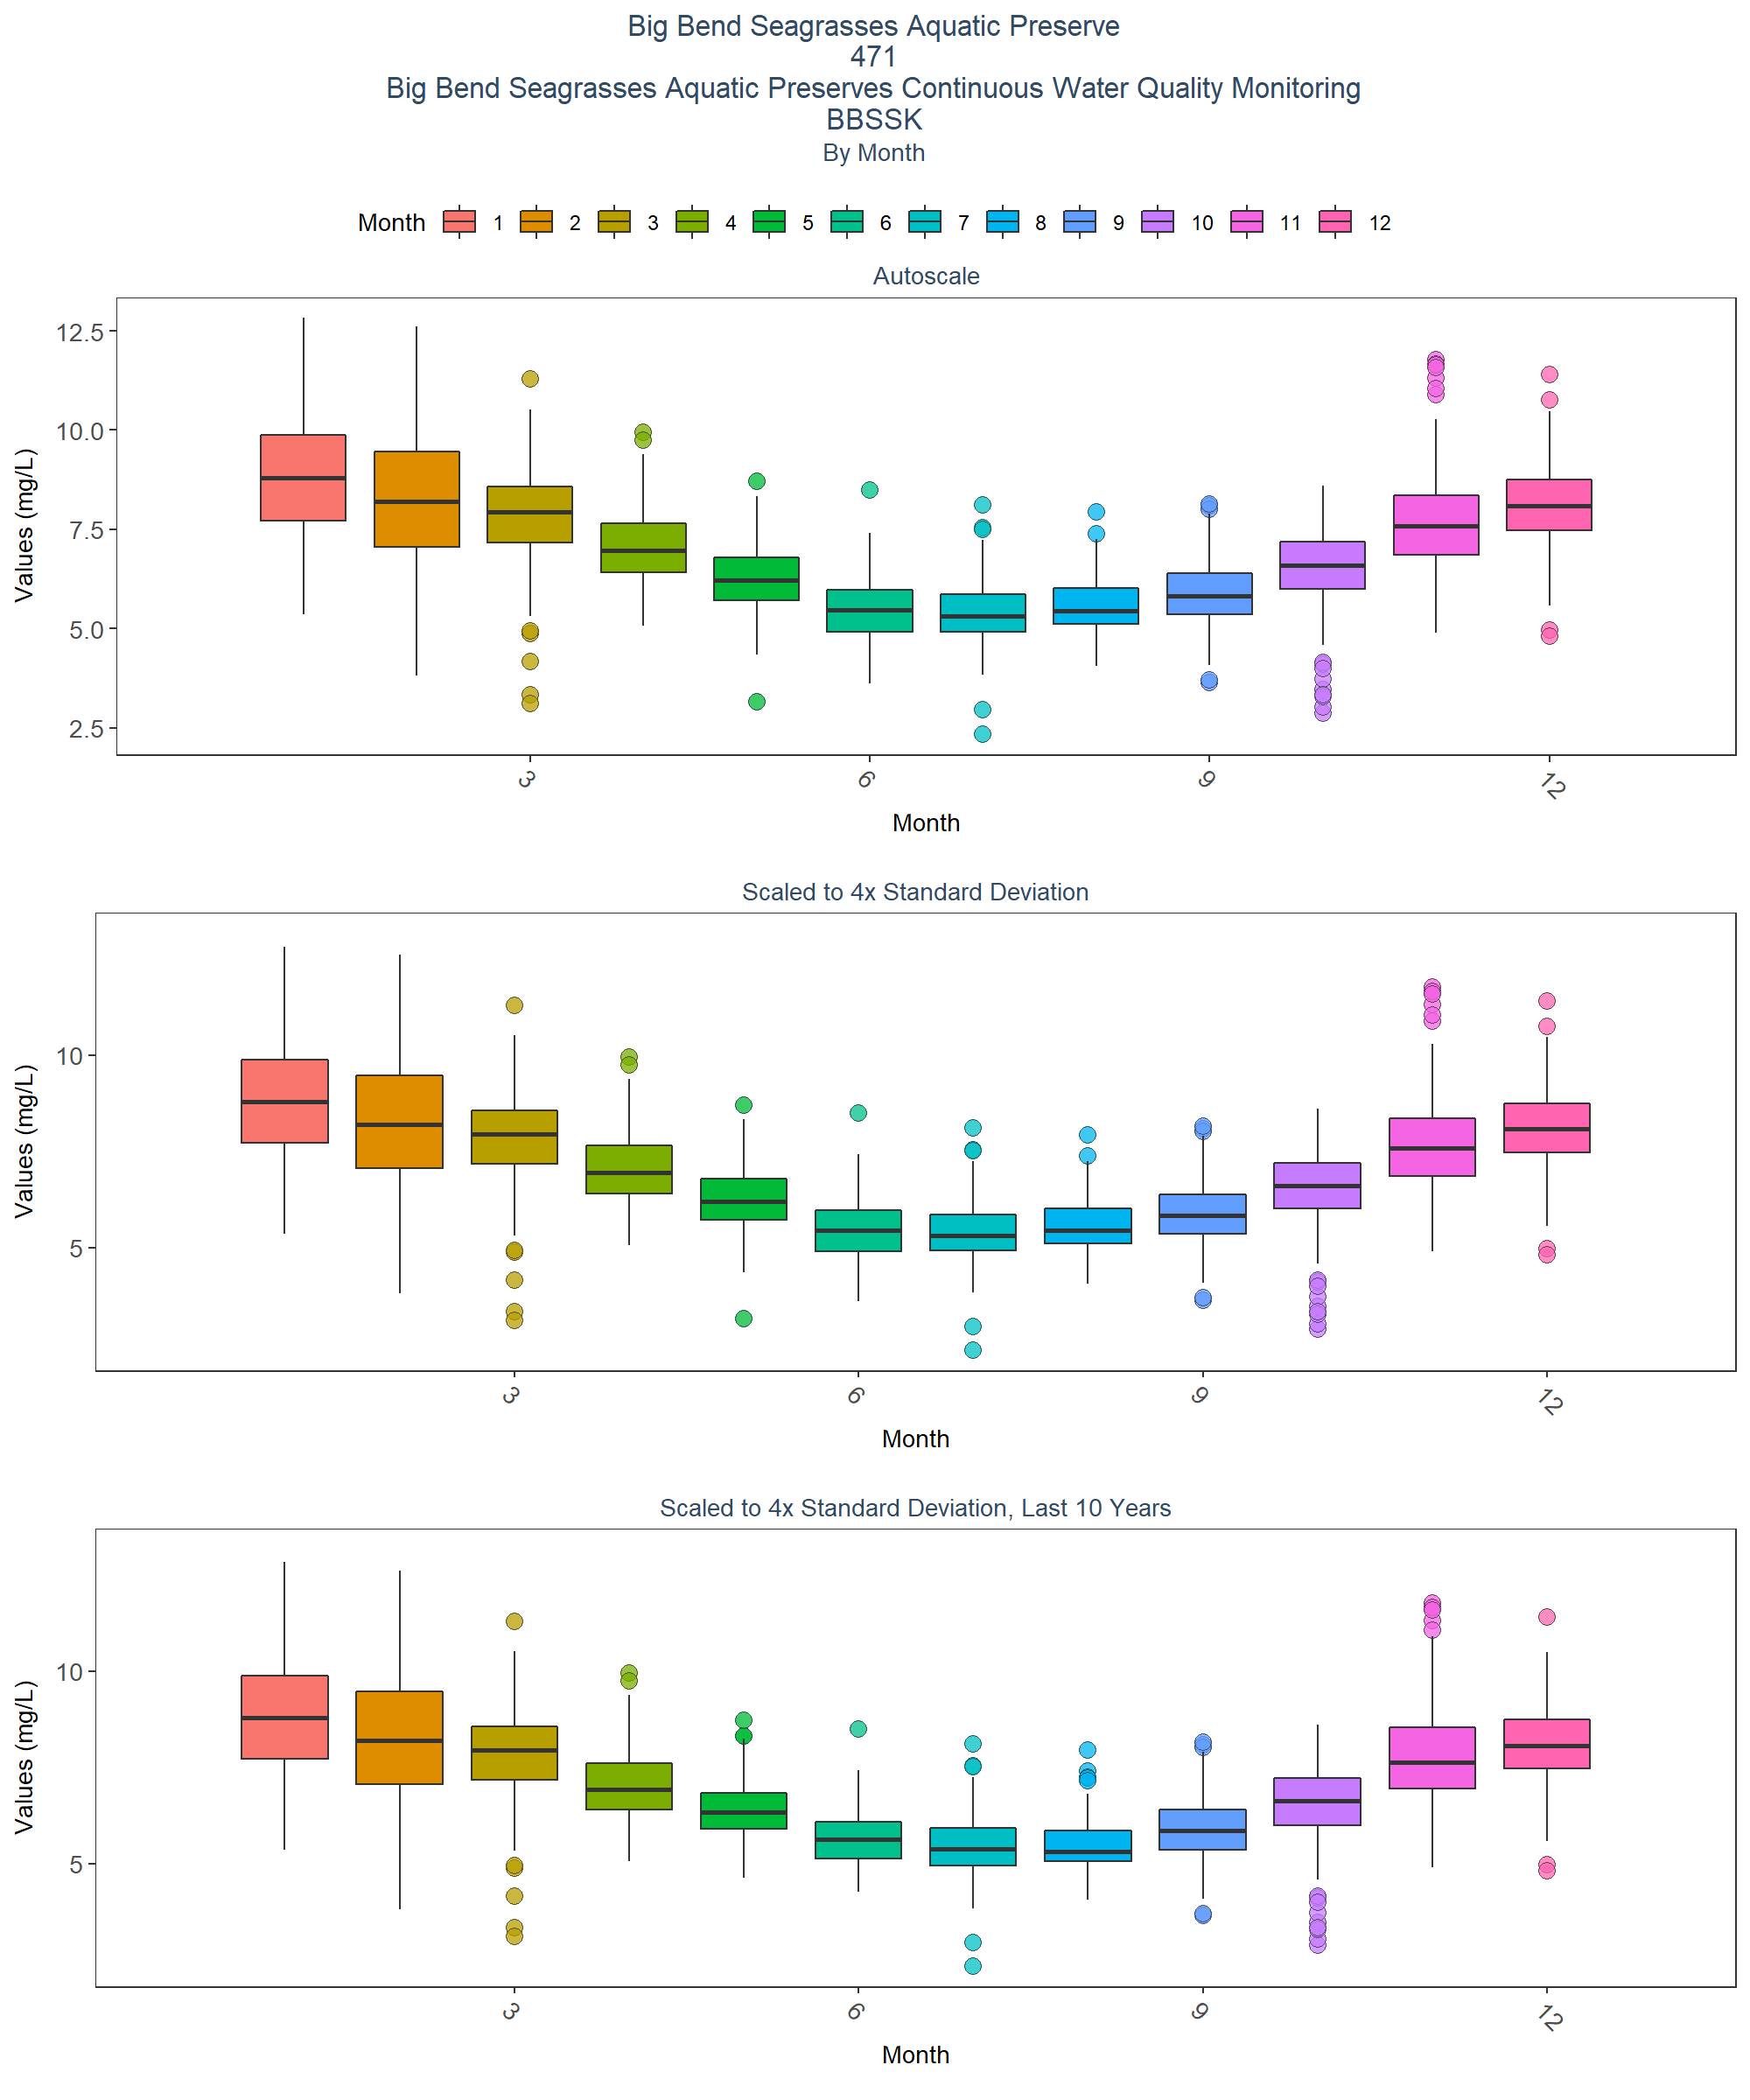 Big Bend Seagrasses Aquatic Preserve
471
Big Bend Seagrasses Aquatic Preserves Continuous Water Quality Monitoring
BBSSK
By Month
Month 1 2 3 4 5 6 7 8 9 10 11 12
Autoscale
Values (mg/L)
12.5
10.0
7.5
5.0
2.5
3 6 9 12
Month
Scaled to 4x Standard Deviation
Values (mg/L)
10
5
3 6 9 12
Month
Scaled to 4x Standard Deviation, Last 10 Years
Values (mg/L)
10
5
3 6 9 12
Month